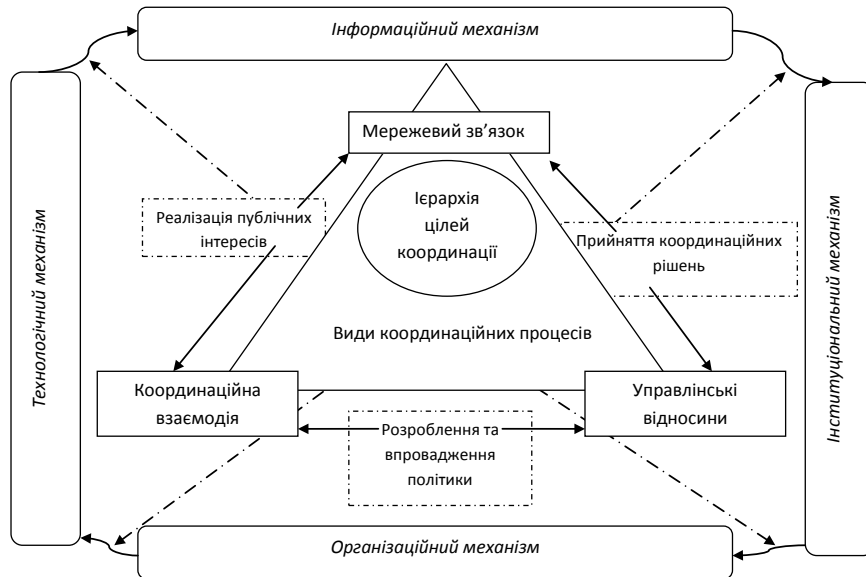 Інформаційний механізм
Технологічний механізм
Інституціональний механізм
Мережевий зв'язок
Ієрархія
цілей
координації
Реалізація публічних
інтересів
Прийняття координаційних
рішень
Види координаційних процесів
Координаційна
взаємодія
Управлінські
відносини
Розроблення та
впровадження
політики
Організаційний механізм